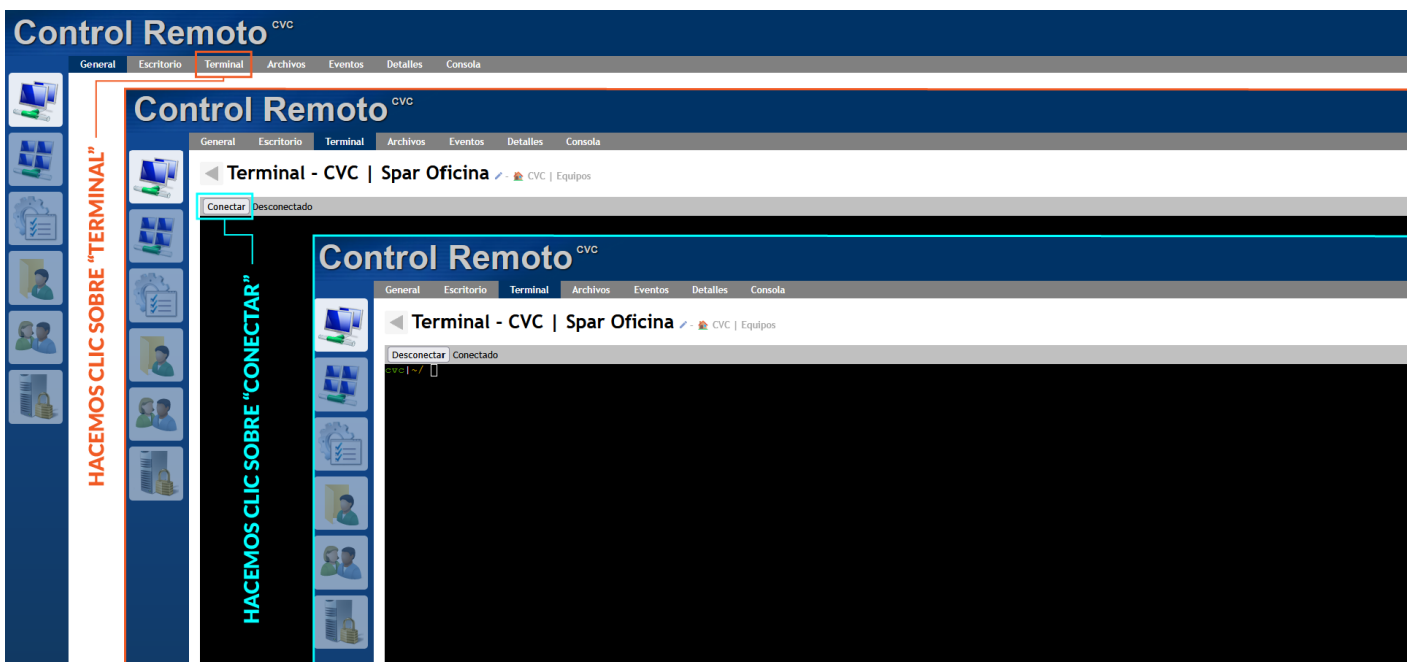 Control Remoto CVC
General Escritorio Terminal Archivos Eventos Detalles Consola
HACEMOS CLIC SOBRE “TERMINAL”
Control Remoto CVC
General Escritorio Terminal Archivos Eventos Detalles Consola
Terminal - CVC | Spar Oficina - CVC | Equipos
Conectar Desconectado
HACEMOS CLIC SOBRE “CONECTAR”
Control Remoto CVC
General Escritorio Terminal Archivos Eventos Detalles Consola
Terminal - CVC | Spar Oficina - CVC | Equipos
Desconectar Conectado
cvc|~/